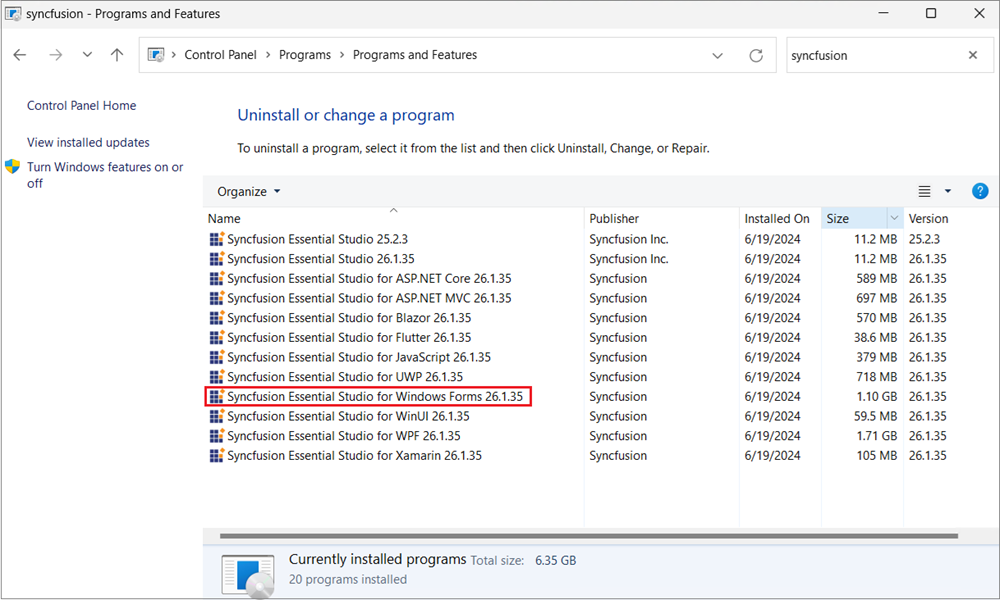 syncfusion - Programs and Features
Control Panel > Programs > Programs and Features
syncfusion
Control Panel Home
View installed updates
Turn Windows features on or
off
Uninstall or change a program
To uninstall a program, select it from the list and then click Uninstall, Change, or Repair.
Organize
Name Publisher Installed On Size Version
Syncfusion Essential Studio 25.2.3 Syncfusion Inc. 6/19/2024 11.2 MB 25.2.3
Syncfusion Essential Studio 26.1.35 Syncfusion Inc. 6/19/2024 11.2 MB 26.1.35
Syncfusion Essential Studio for ASP.NET Core 26.1.35 Syncfusion 6/19/2024 589 MB 26.1.35
Syncfusion Essential Studio for ASP.NET MVC 26.1.35 Syncfusion 6/19/2024 697 MB 26.1.35
Syncfusion Essential Studio for Blazor 26.1.35 Syncfusion 6/19/2024 570 MB 26.1.35
Syncfusion Essential Studio for Flutter 26.1.35 Syncfusion 6/19/2024 38.6 MB 26.1.35
Syncfusion Essential Studio for JavaScript 26.1.35 Syncfusion 6/19/2024 379 MB 26.1.35
Syncfusion Essential Studio for UWP 26.1.35 Syncfusion 6/19/2024 718 MB 26.1.35
Syncfusion Essential Studio for Windows Forms 26.1.35 Syncfusion 6/19/2024 1.10 GB 26.1.35
Syncfusion Essential Studio for WinUI 26.1.35 Syncfusion 6/19/2024 59.5 MB 26.1.35
Syncfusion Essential Studio for WPF 26.1.35 Syncfusion 6/19/2024 1.71 GB 26.1.35
Syncfusion Essential Studio for Xamarin 26.1.35 Syncfusion 6/19/2024 105 MB 26.1.35
Currently installed programs Total size: 6.35 GB
20 programs installed